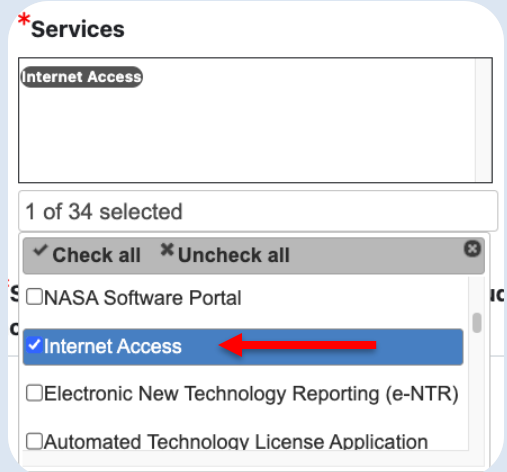 *Services
Internet Access
1 of 34 selected
Check all Uncheck all
NASA Software Portal
Internet Access
Electronic New Technology Reporting (e-NTR)
Automated Technology License Application